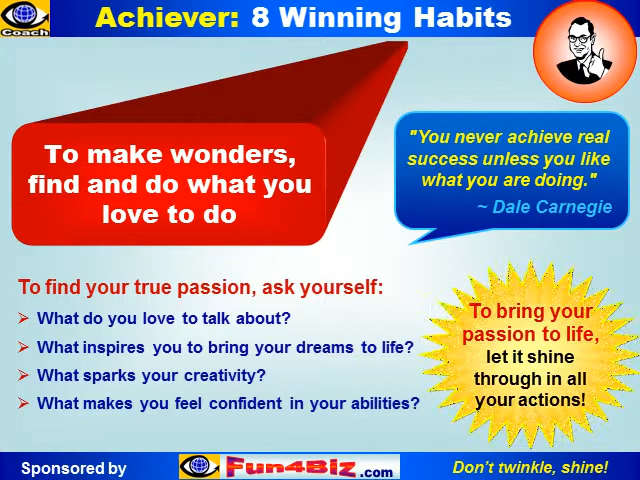 Coach
Achiever: 8 Winning Habits
To make wonders,
find and do what you
love to do
"You never achieve real
success unless you like
what you are doing."
~ Dale Carnegie
To find your true passion, ask yourself:
What do you love to talk about?
What inspires you to bring your dreams to life?
What sparks your creativity?
What makes you feel confident in your abilities?
To bring your
passion to life,
let it shine
through in all
your actions!
Sponsored by
Fun4Biz.com
Don't twinkle, shine!